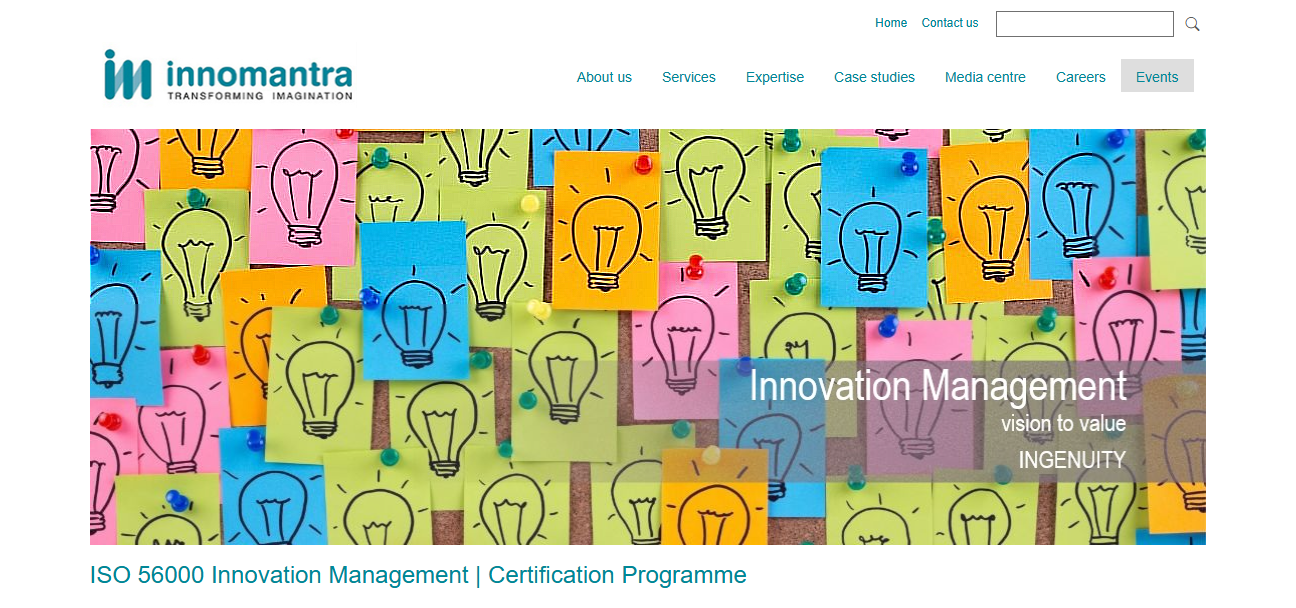 Home Contact us
innomantra
TRANSFORMING IMAGINATION
About us Services Expertise Case studies Media centre Careers Events
Innovation Management
vision to value
INGENUITY
ISO 56000 Innovation Management | Certification Programme